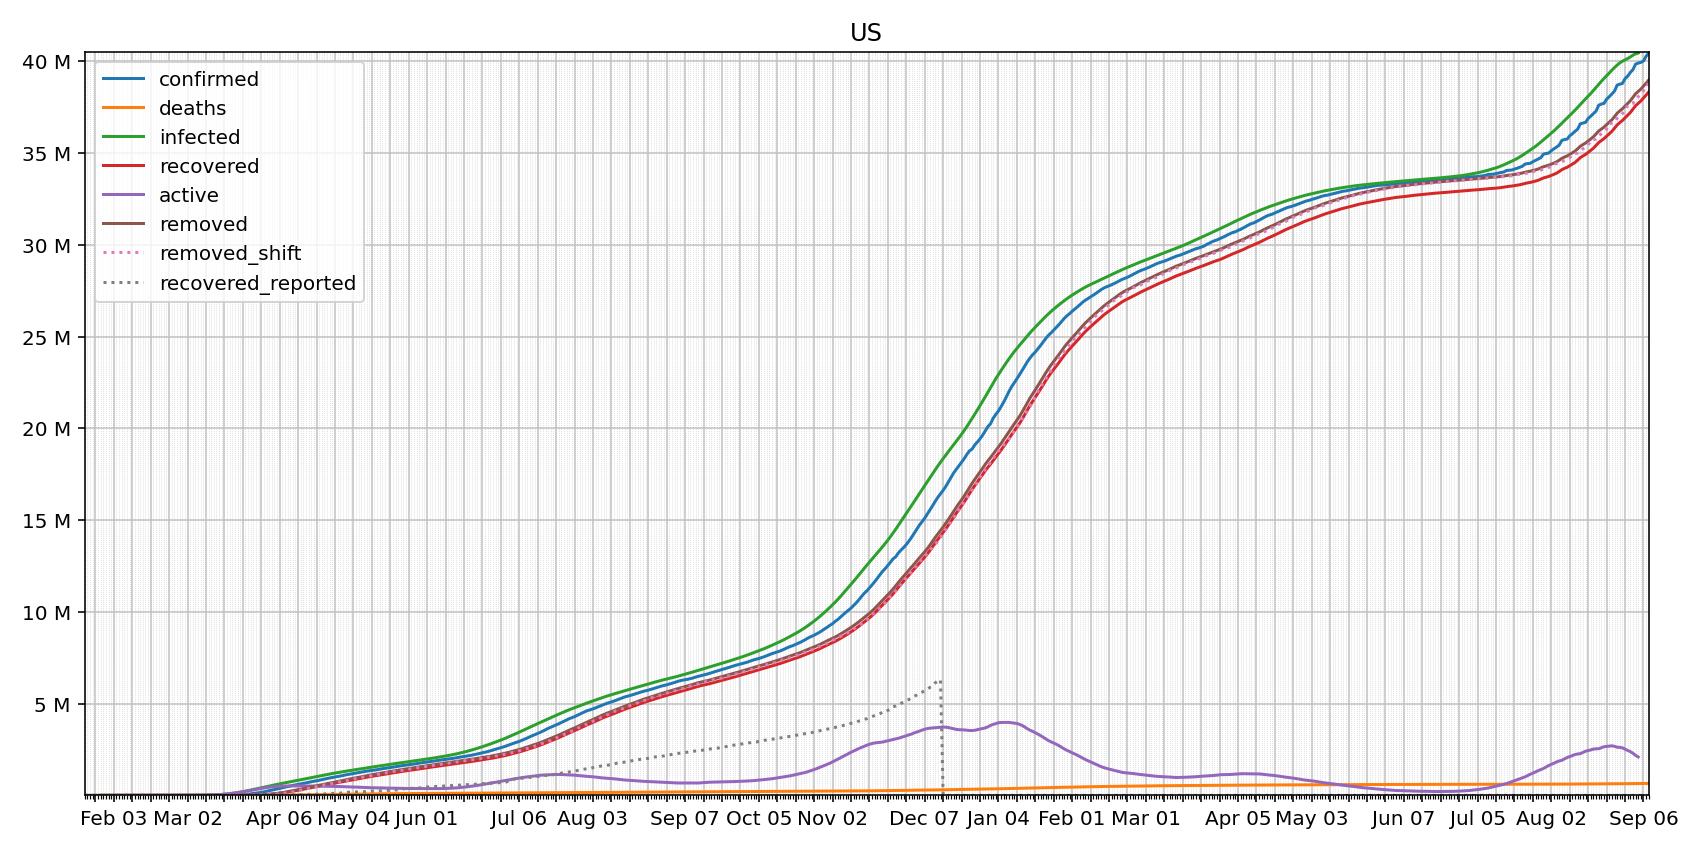 US
40 M
35 M
30 M
25 M
20 M
15 M
10 M
5 M
confirmed
deaths
infected
recovered
active
removed
removed_shift
recovered_reported
Feb 03 Mar 02 Apr 06 May 04 Jun 01 Jul 06 Aug 03 Sep 07 Oct 05 Nov 02 Dec 07 Jan 04 Feb 01 Mar 01 Apr 05 May 03 Jun 07 Jul 05 Aug 02 Sep 06